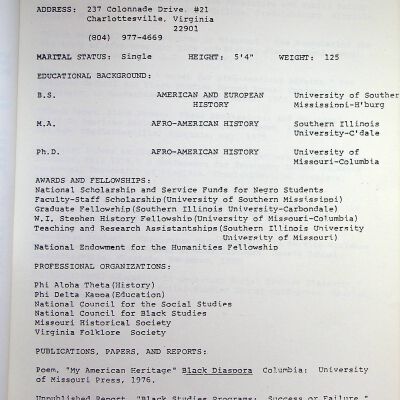 ADDRESS: 237 Colonnade Drive, #21
Charlottesville, Virginia
22901
(804) 977-4669
MARITAL STATUS: Single HEIGHT: 5'4" WEIGHT: 125
EDUCATIONAL BACKGROUND:
B.S. AMERICAN AND EUROPEAN University of Souther
HISTORY Mississippi-H'burg
M.A. AFRO-AMERICAN HISTORY Southern Illinois
University-C'dale
Ph.D. AFRO-AMERICAN HISTORY University of
Missouri-Columbia
AWARDS AND FELLOWSHIPS:
National Scholarship and Service Funds for Negro Students
Faculty-Staff Scholarship(University of Southern Mississippi)
Graduate Fellowship(Southern Illinois University-Carbondale)
W.I. Stephen History Fellowship(University of Missouri-Columbia)
Teaching and Research Assistantships(Southern Illinois University
University of Missouri)
National Endowment for the Humanities Fellowship
PROFESSIONAL ORGANIZATIONS:
Phi Alpha Theta(History)
Phi Delta Kappa(Education)
National Council for the Social Studies
National Council for Black Studies
Missouri Historical Society
Virginia Folklore Society
PUBLICATIONS, PAPERS, AND REPORTS:
Poem, "My American Heritage" Black Diaspora Columbia: University
of Missouri Press, 1976.
Unpublished Report, "Black Studies Programs: Success or Failure,"